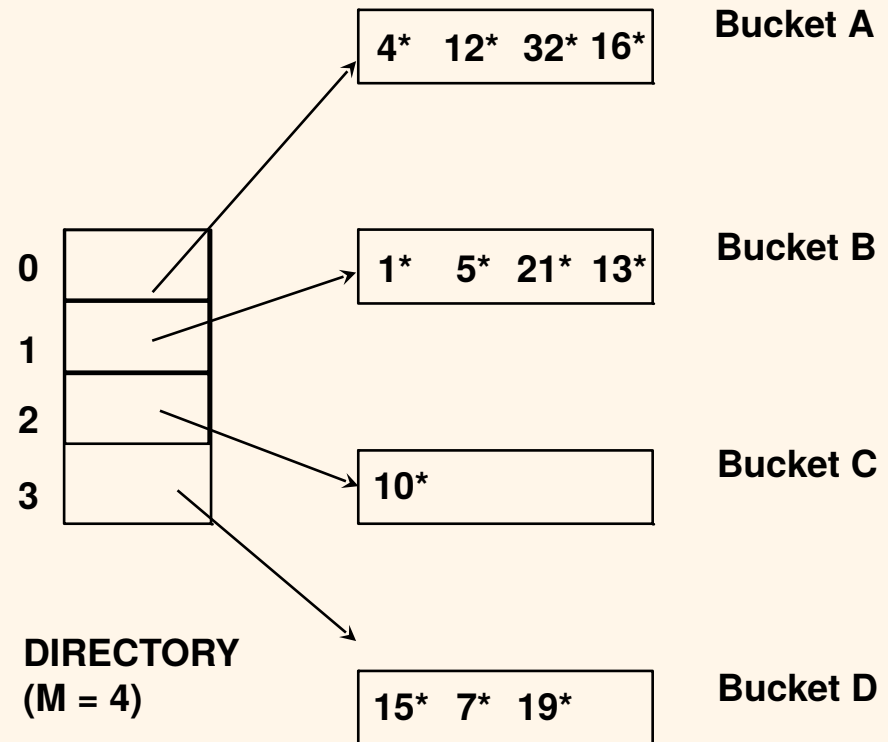 4* 12* 32* 16*
Bucket A
0
1* 5* 21* 13*
Bucket B
1
2
10*
Bucket C
3
DIRECTORY
(M = 4)
15* 7* 19*
Bucket D